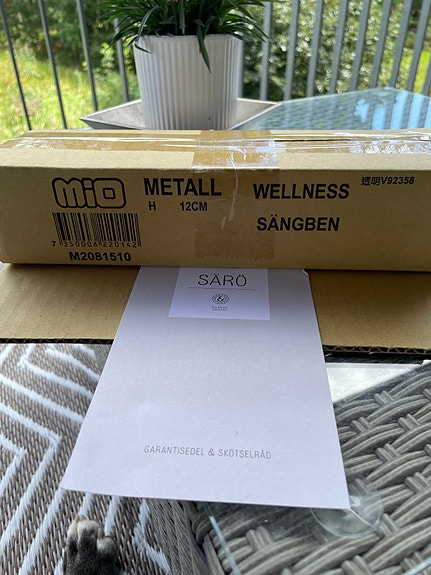 MiO METALL WELLNESS 透明V92358
H 12CM SÄNGBEN
7 350006 220142
M2081510
SÄRÖ
GARANTISEDEL & SKÖTSELRÅD